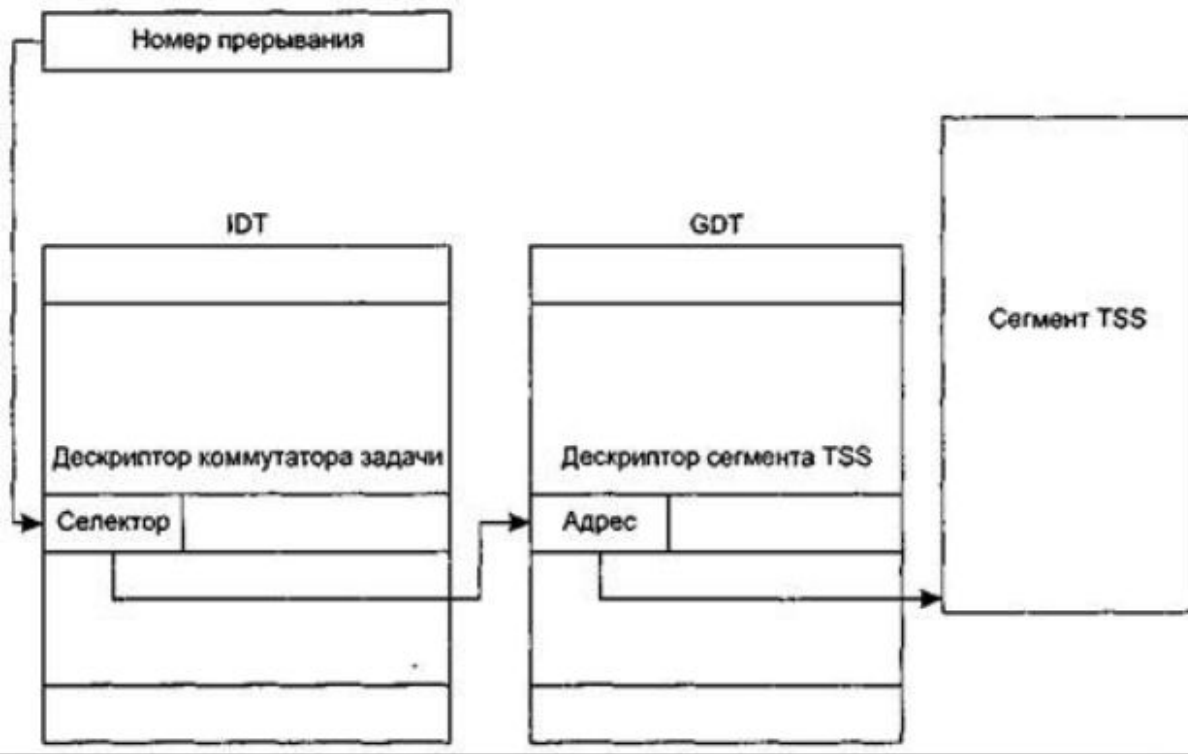 Номер прерывания
IDT
GDT
Сегмент TSS
Дескриптор коммутатора задачи
Дескриптор сегмента TSS
Селектор
Адрес